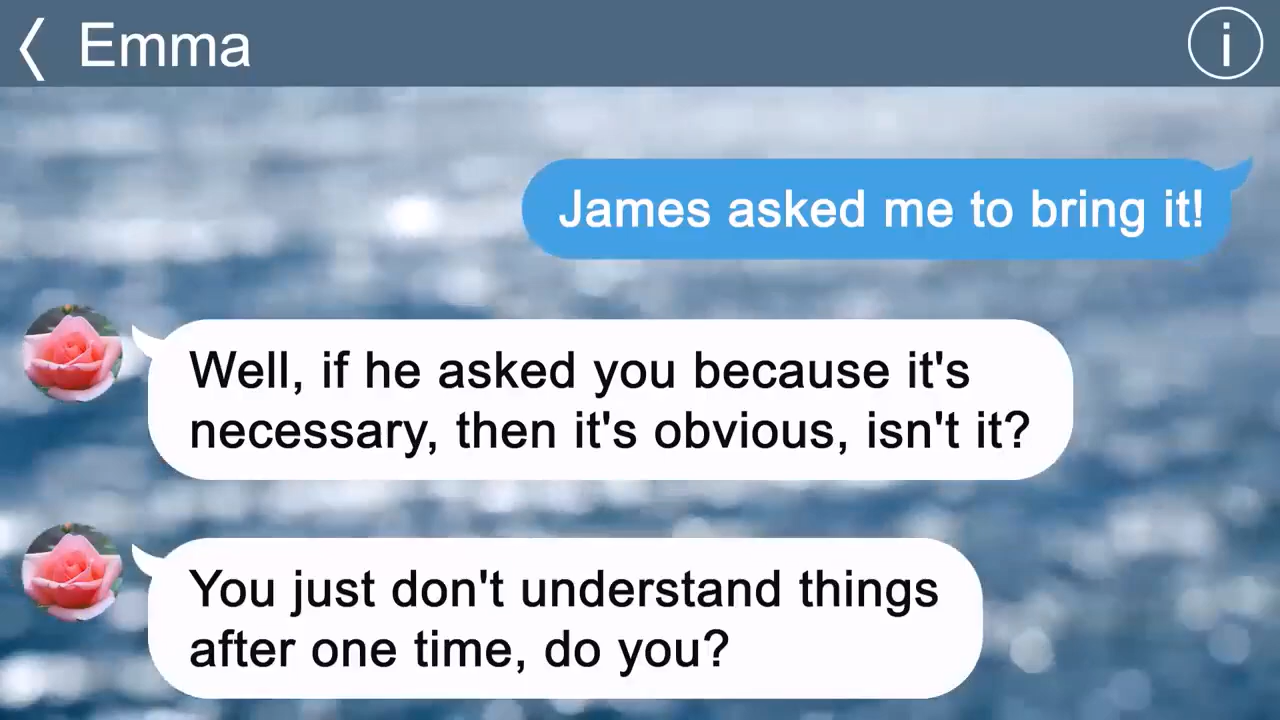 Emma
James asked me to bring it!
Well, if he asked you because it's
necessary, then it's obvious, isn't it?
You just don't understand things
after one time, do you?